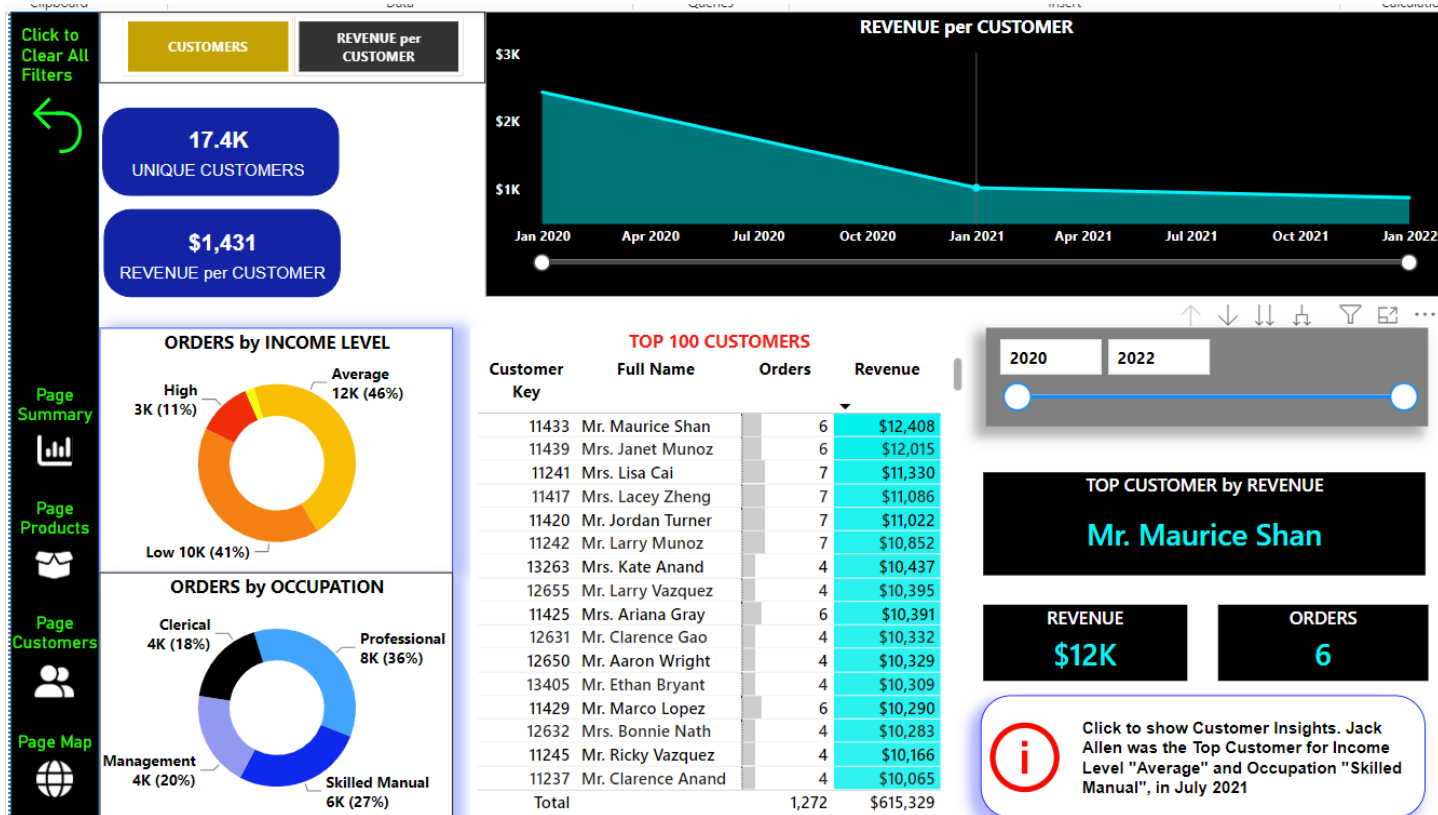 Clipboard
Data
Queries
Insert
Click to
Clear All
Filters
CUSTOMERS
REVENUE per
CUSTOMER
17.4K
UNIQUE CUSTOMERS
$1,431
REVENUE per CUSTOMER
REVENUE per CUSTOMER
$3K
$2K
$1K
Jan 2020 Apr 2020 Jul 2020 Oct 2020 Jan 2021 Apr 2021 Jul 2021 Oct 2021 Jan 2022
Page
Summary
Page
Products
Page
Customers
Page Map
ORDERS by INCOME LEVEL
Average
12K (46%)
High
3K (11%)
Low 10K (41%)
ORDERS by OCCUPATION
Clerical
4K (18%)
Professional
8K (36%)
Management
4K (20%)
Skilled Manual
6K (27%)
TOP 100 CUSTOMERS
Customer Key Full Name Orders Revenue
11433 Mr. Maurice Shan 6 $12,408
11439 Mrs. Janet Munoz 6 $12,015
11241 Mrs. Lisa Cai 7 $11,330
11417 Mrs. Lacey Zheng 7 $11,086
11420 Mr. Jordan Turner 7 $11,022
11242 Mr. Larry Munoz 7 $10,852
13263 Mrs. Kate Anand 4 $10,437
12655 Mr. Larry Vazquez 4 $10,395
11425 Mrs. Ariana Gray 6 $10,391
12631 Mr. Clarence Gao 4 $10,332
12650 Mr. Aaron Wright 4 $10,329
13405 Mr. Ethan Bryant 4 $10,309
11429 Mr. Marco Lopez 6 $10,290
12632 Mrs. Bonnie Nath 4 $10,283
11245 Mr. Ricky Vazquez 4 $10,166
11237 Mr. Clarence Anand 4 $10,065
Total 1,272 $615,329
2020 2022
TOP CUSTOMER by REVENUE
Mr. Maurice Shan
REVENUE
$12K
ORDERS
6
i
Click to show Customer Insights. Jack
Allen was the Top Customer for Income
Level "Average" and Occupation "Skilled
Manual", in July 2021